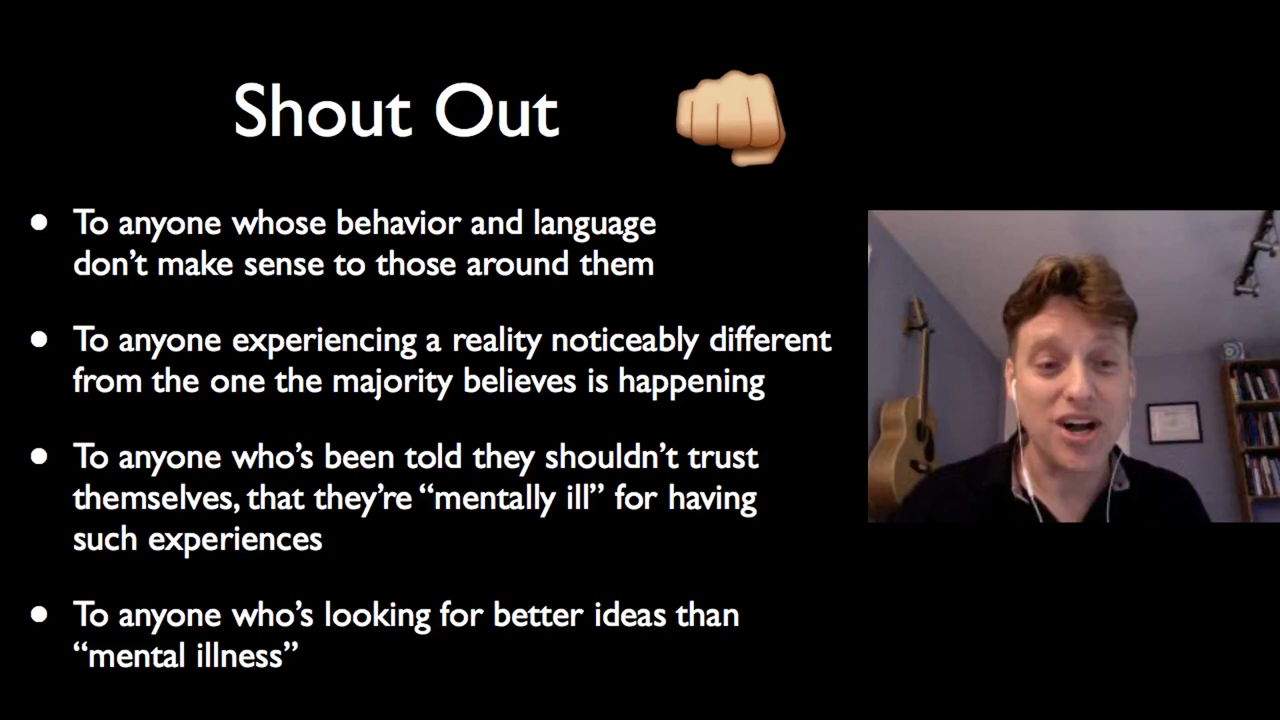 Shout Out
• To anyone whose behavior and language
don’t make sense to those around them
• To anyone experiencing a reality noticeably different
from the one the majority believes is happening
• To anyone who’s been told they shouldn’t trust
themselves, that they’re “mentally ill” for having
such experiences
• To anyone who’s looking for better ideas than
“mental illness”